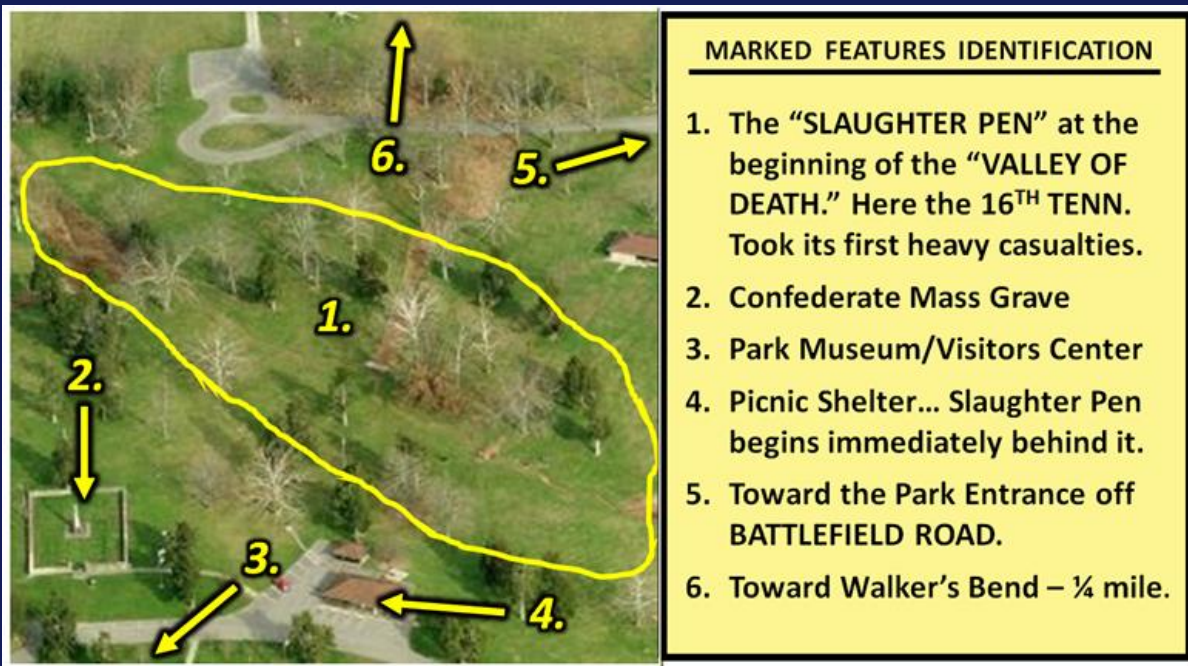 6.
5.
1.
2.
3.
4.
MARKED FEATURES IDENTIFICATION
1. The “SLAUGHTER PEN” at the
beginning of the “VALLEY OF
DEATH.” Here the 16TH TENN.
Took its first heavy casualties.
2. Confederate Mass Grave
3. Park Museum/Visitors Center
4. Picnic Shelter… Slaughter Pen
begins immediately behind it.
5. Toward the Park Entrance off
BATTLEFIELD ROAD.
6. Toward Walker’s Bend – ¼ mile.